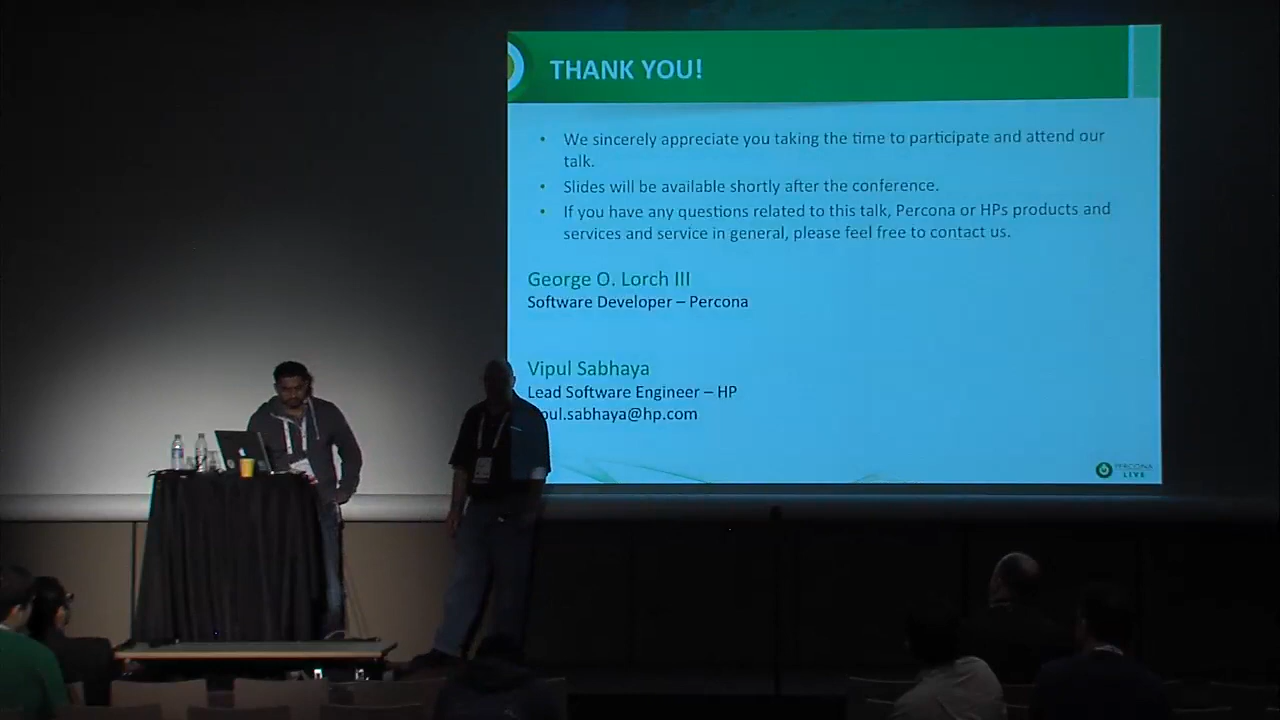 THANK YOU!
• We sincerely appreciate you taking the time to participate and attend our
talk.
• Slides will be available shortly after the conference.
• If you have any questions related to this talk, Percona or HPs products and
services and service in general, please feel free to contact us.
George O. Lorch III
Software Developer – Percona
Vipul Sabhaya
Lead Software Engineer – HP
pul.sabhaya@hp.com
PERCONA
LIVE